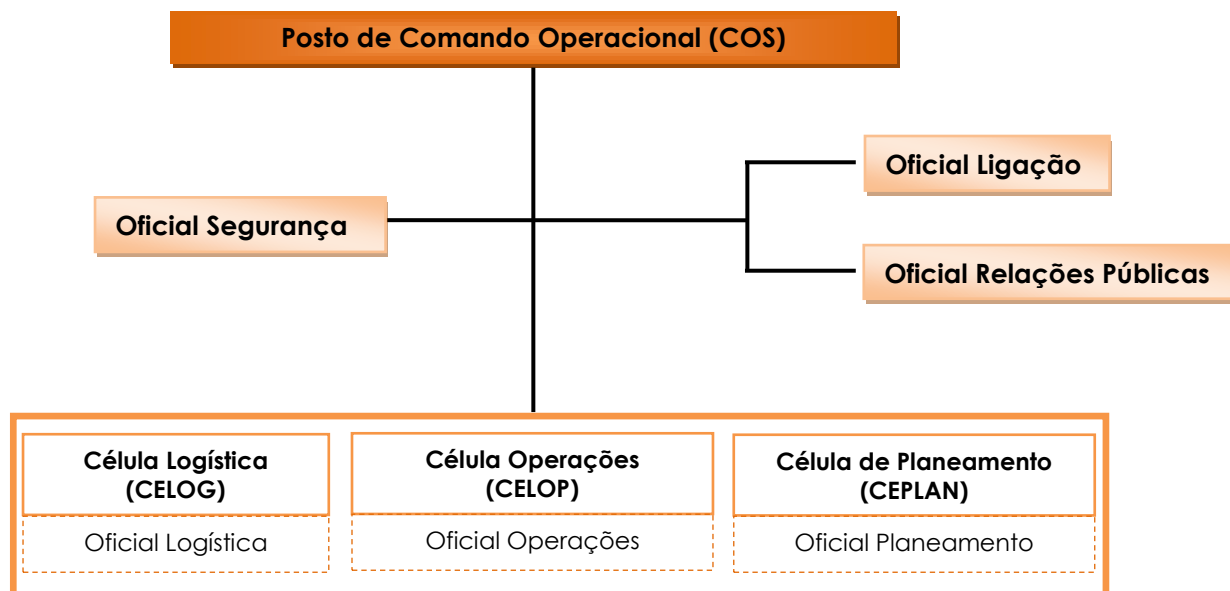 Posto de Comando Operacional (COS)
Oficial Ligação
Oficial Segurança
Oficial Relações Públicas
Célula Logística
(CELOG)
Oficial Logística
Célula Operações
(CELOP)
Oficial Operações
Célula de Planeamento
(CEPLAN)
Oficial Planeamento